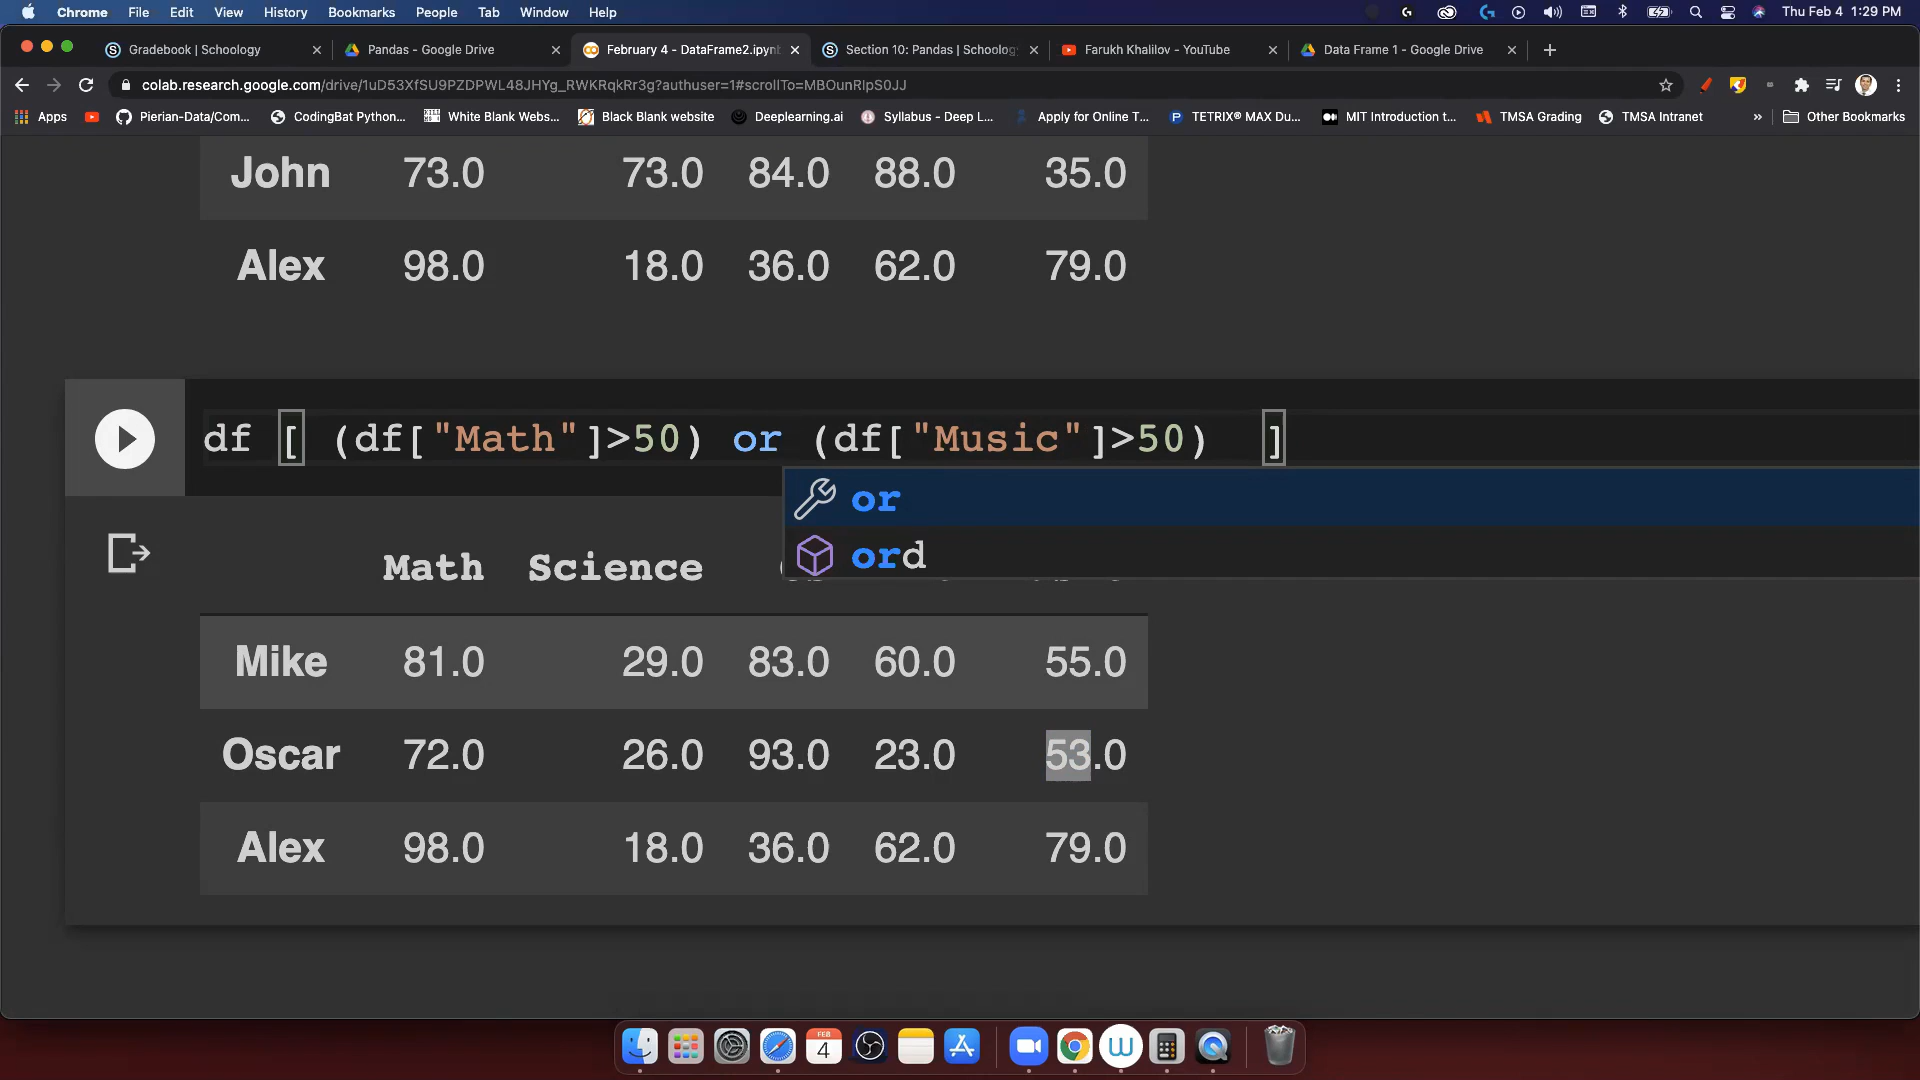 Chrome File Edit View History Bookmarks People Tab Window Help Thu Feb 4 1:29 PM
Gradebook | Schoology Pandas - Google Drive February 4 - DataFrame2.ipynb Section 10: Pandas | Schoology Farukh Khalilov - YouTube Data Frame 1 - Google Drive
colab.research.google.com/drive/1uD53XfSU9PZDPWL48JHYg_RWKRqkRr3g?authuser=1#scrollTo=MBOunRlpS0JJ
Apps Pierian-Data/Com... CodingBat Python... White Blank Webs... Black Blank website Deeplearning.ai Syllabus - Deep L... Apply for Online T... TETRIX® MAX Du... MIT Introduction t... TMSA Grading TMSA Intranet » Other Bookmarks
John 73.0 73.0 84.0 88.0 35.0
Alex 98.0 18.0 36.0 62.0 79.0
df [ (df["Math"]>50) or (df["Music"]>50) ]
or
ord
Math Science
Mike 81.0 29.0 83.0 60.0 55.0
Oscar 72.0 26.0 93.0 23.0 53.0
Alex 98.0 18.0 36.0 62.0 79.0
FEB
4